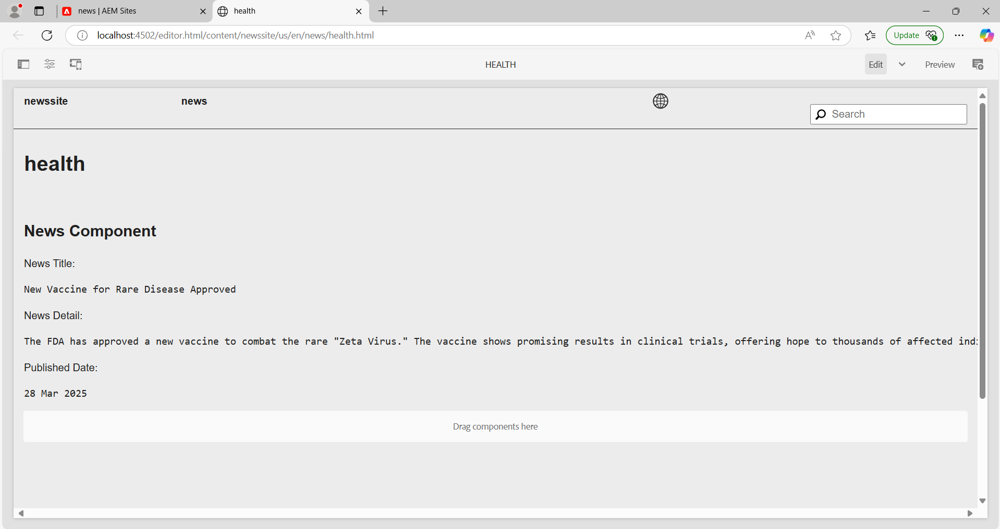 news | AEM Sites
health
localhost:4502/editor.html/content/newssite/us/en/news/health.html
Update
HEALTH
Edit
Preview
newssite
news
Search
health
News Component
News Title:
New Vaccine for Rare Disease Approved
News Detail:
The FDA has approved a new vaccine to combat the rare "Zeta Virus." The vaccine shows promising results in clinical trials, offering hope to thousands of affected ind
Published Date:
28 Mar 2025
Drag components here